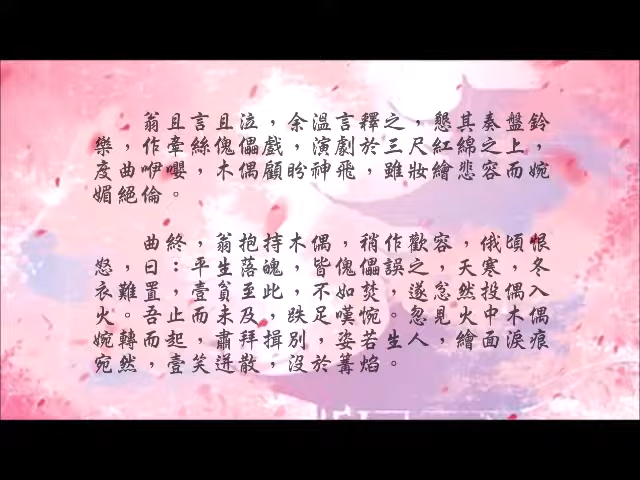 翁且言且泣，余溫言釋之，懇其奏盤鈴
樂，作牽絲傀儡戲，演劇於三尺紅綿之上，
度曲咿嚶，木偶顧盼神飛，雖妝繪悲容而婉
媚絕倫。
曲終，翁抱持木偶，稍作歡容，俄頃恨
怒，曰：平生落魄，皆傀儡誤之，天寒，冬
衣難置，壹貧至此，不如焚，遂忿然投偶入
火。吾止而未及，跌足嘆惋。忽見火中木偶
婉轉而起，肅拜揖別，姿若生人，繪面淚痕
宛然，壹笑迸散，沒於篝焰。